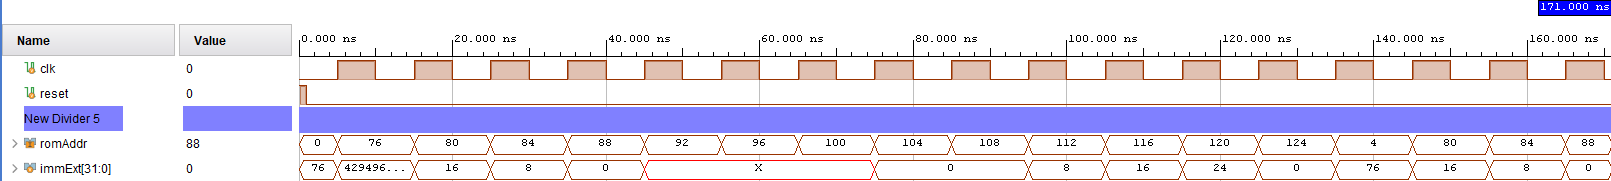 171.000 ns
Name Value 0.000 ns 20.000 ns 40.000 ns 60.000 ns 80.000 ns 100.000 ns 120.000 ns 140.000 ns 160.000 ns
clk 0
reset 0
New Divider 5
romAddr 88 0 76 80 84 88 92 96 100 104 108 112 116 120 124 4 80 84 88
immExt[31:0] 0 76 429496... 16 8 0 X 0 8 16 24 0 76 16 8 0